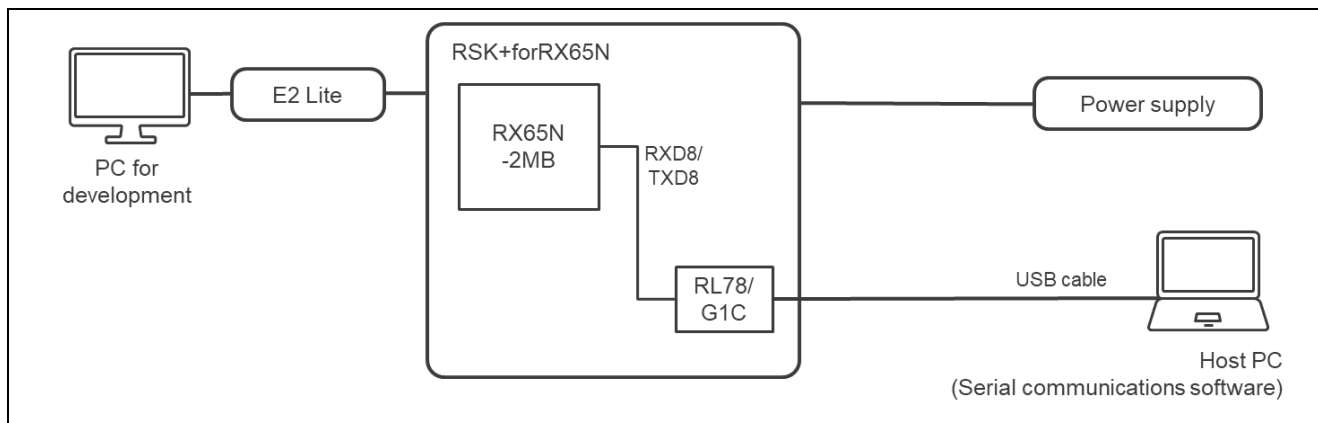 RSK+forRX65N
E2 Lite
PC for
development
RX65N
-2MB
RXD8/
TXD8
RL78/
G1C
Power supply
USB cable
Host PC
(Serial communications software)